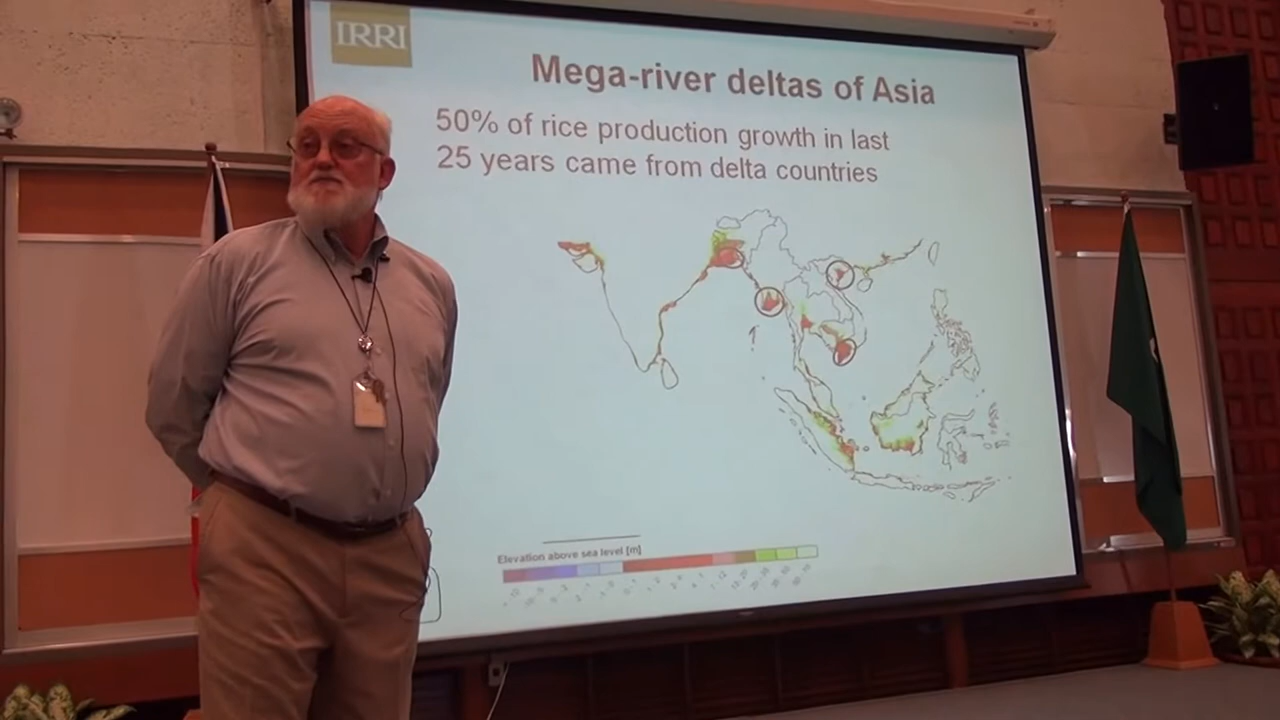 IRRI
Mega-river deltas of Asia
50% of rice production growth in last
25 years came from delta countries
Elevation above sea level [m]